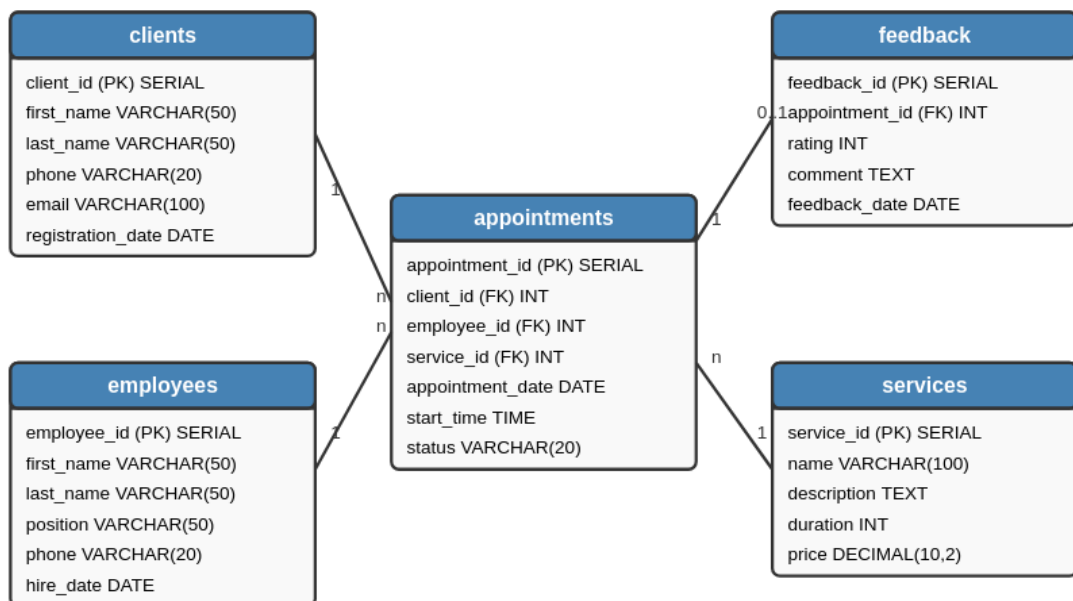 clients
client_id (PK) SERIAL
first_name VARCHAR(50)
last_name VARCHAR(50)
phone VARCHAR(20)
email VARCHAR(100)
registration_date DATE
1
n
employees
employee_id (PK) SERIAL
first_name VARCHAR(50)
last_name VARCHAR(50)
position VARCHAR(50)
phone VARCHAR(20)
hire_date DATE
1
n
appointments
appointment_id (PK) SERIAL
client_id (FK) INT
employee_id (FK) INT
service_id (FK) INT
appointment_date DATE
start_time TIME
status VARCHAR(20)
1
0..1
feedback
feedback_id (PK) SERIAL
appointment_id (FK) INT
rating INT
comment TEXT
feedback_date DATE
n
1
services
service_id (PK) SERIAL
name VARCHAR(100)
description TEXT
duration INT
price DECIMAL(10,2)